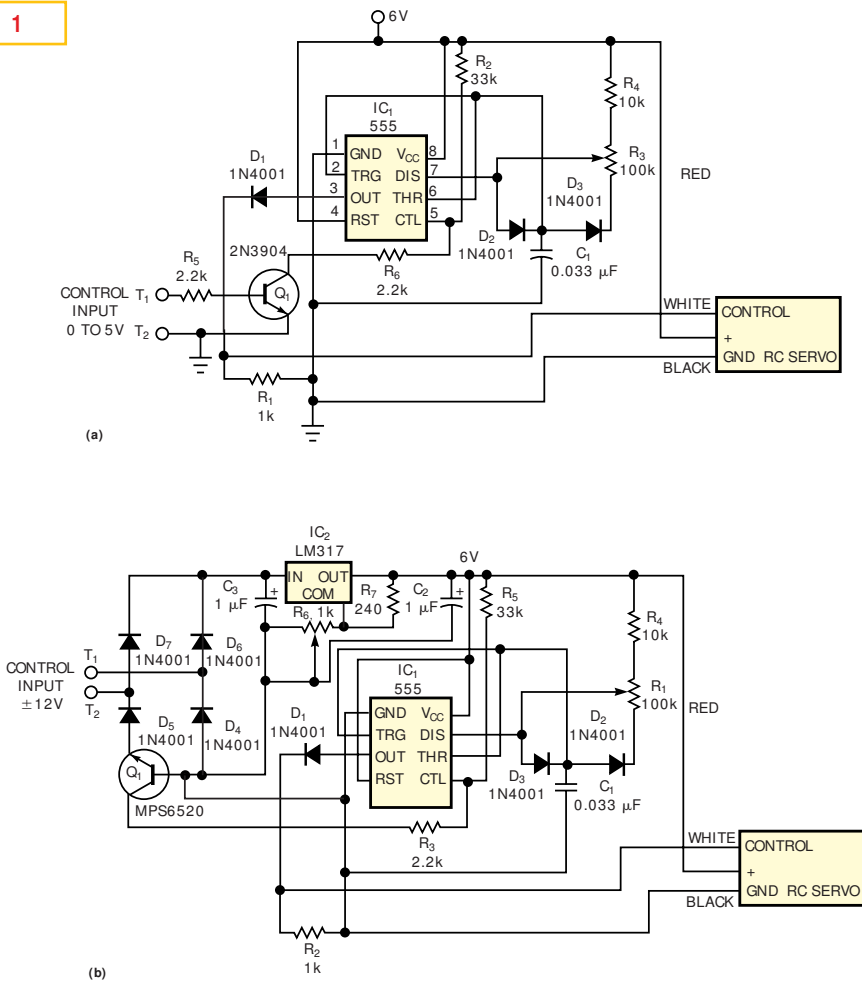 1
6V
R2
33k
R4
10k
IC1
555
D1
1N4001
1 GND VCC 8
2 TRG DIS 7
3 OUT THR 6
4 RST CTL 5
R3
100k
RED
D3
1N4001
D2
1N4001
C1
0.033 µF
2N3904
R5
2.2k
Q1
R6
2.2k
CONTROL
INPUT
0 TO 5V
T1
T2
WHITE
CONTROL
+
GND RC SERVO
BLACK
R1
1k
(a)
IC2
LM317
6V
IN OUT
COM
C3
1 µF
+
R6, 1k
R7
240
C2
1 µF
+
R5
33k
R4
10k
D7
1N4001
D6
1N4001
CONTROL
INPUT
±12V
T1
T2
IC1
555
GND VCC
TRG DIS
OUT THR
RST CTL
R1
100k
RED
D5
1N4001
D4
1N4001
D1
1N4001
D2
1N4001
D3
1N4001
C1
0.033 µF
Q1
MPS6520
R3
2.2k
WHITE
CONTROL
+
GND RC SERVO
BLACK
R2
1k
(b)